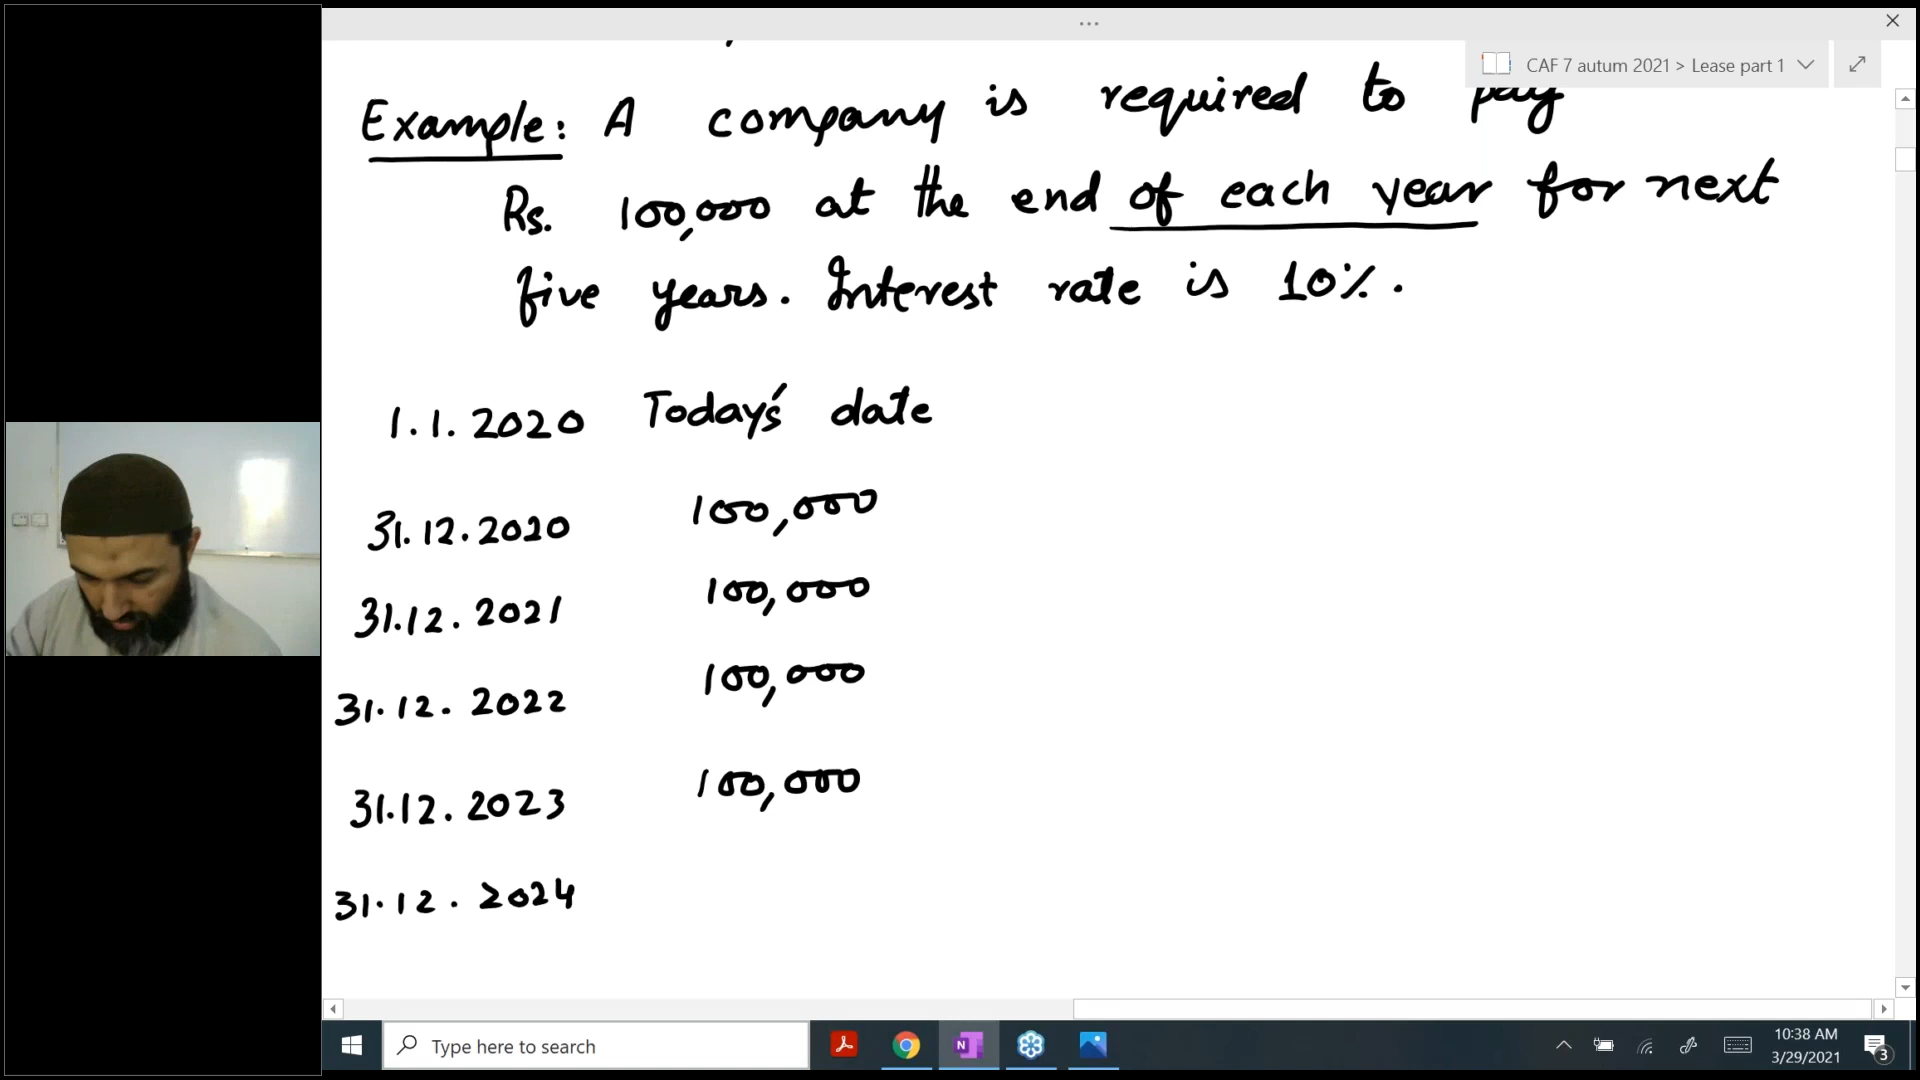 CAF 7 autum 2021 > Lease part 1
Example: A company is required to pay
Rs. 100,000 at the end of each year for next
five years. Interest rate is 10%.
1.1.2020 Today's date
31.12.2020 100,000
31.12.2021 100,000
31.12.2022 100,000
31.12.2023 100,000
31.12.2024
Type here to search
10:38 AM
3/29/2021
3